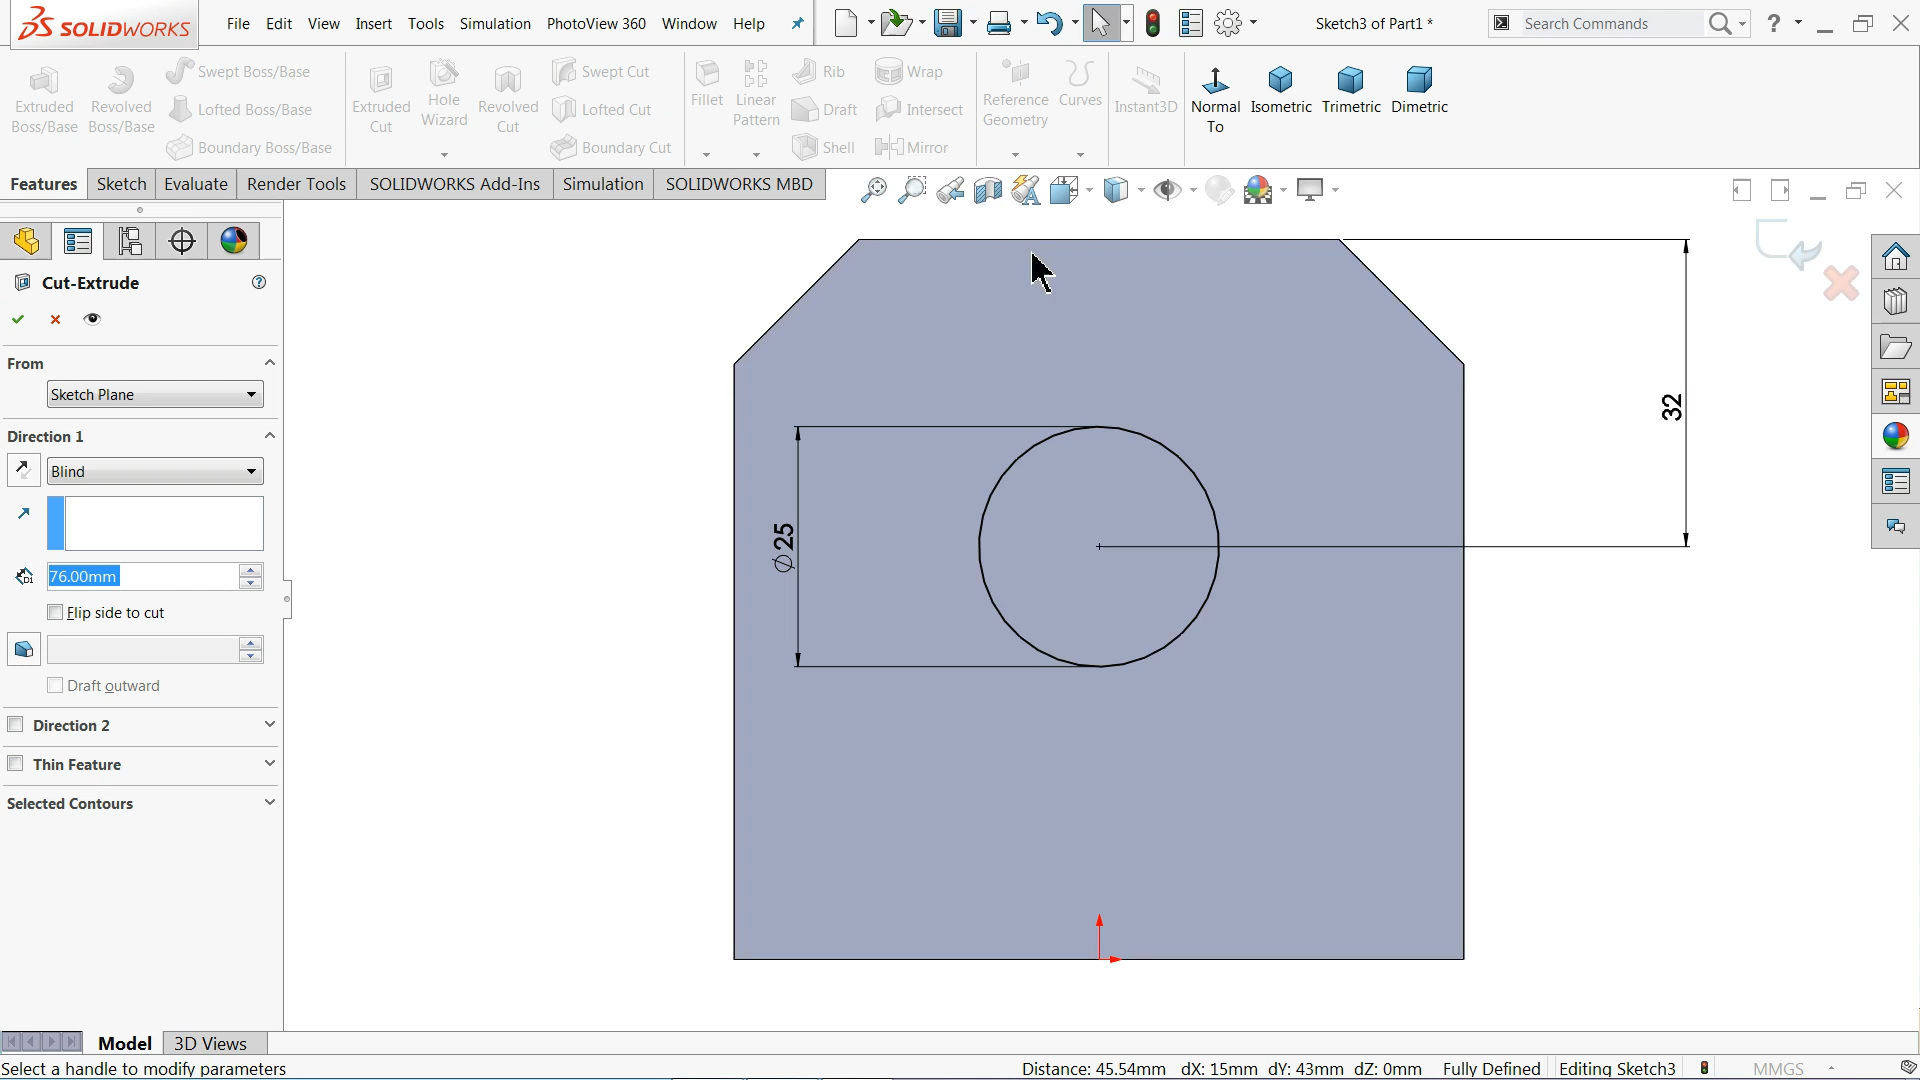 SOLIDWORKS File Edit View Insert Tools Simulation PhotoView 360 Window Help Sketch3 of Part1 * Search Commands ?
Extruded Boss/Base
Revolved Boss/Base
Swept Boss/Base
Lofted Boss/Base
Boundary Boss/Base
Extruded Cut
Hole Wizard
Revolved Cut
Swept Cut
Lofted Cut
Boundary Cut
Fillet
Linear Pattern
Rib
Draft
Shell
Wrap
Intersect
Mirror
Reference Geometry
Curves
Instant3D
Normal To
Isometric
Trimetric
Dimetric
Features Sketch Evaluate Render Tools SOLIDWORKS Add-Ins Simulation SOLIDWORKS MBD
Cut-Extrude
From
Sketch Plane
Direction 1
Blind
D1
76.00mm
Flip side to cut
Draft outward
Direction 2
Thin Feature
Selected Contours
32
∅25
Model 3D Views
Select a handle to modify parameters Distance: 45.54mm dX: 15mm dY: 43mm dZ: 0mm Fully Defined Editing Sketch3 MMGS